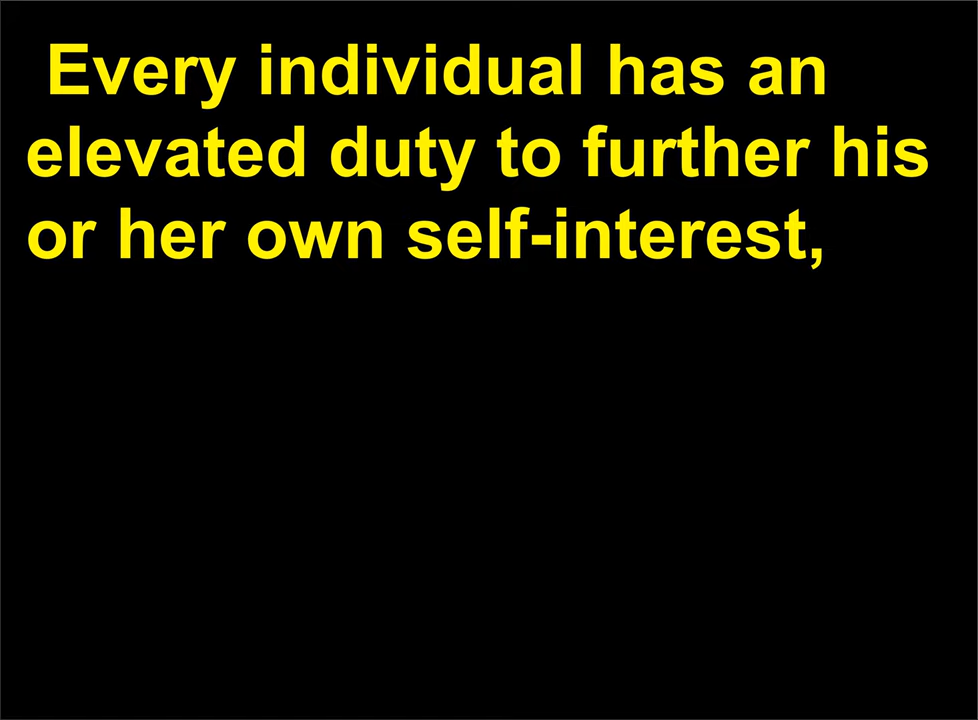 Every individual has an
elevated duty to further his
or her own self-interest,